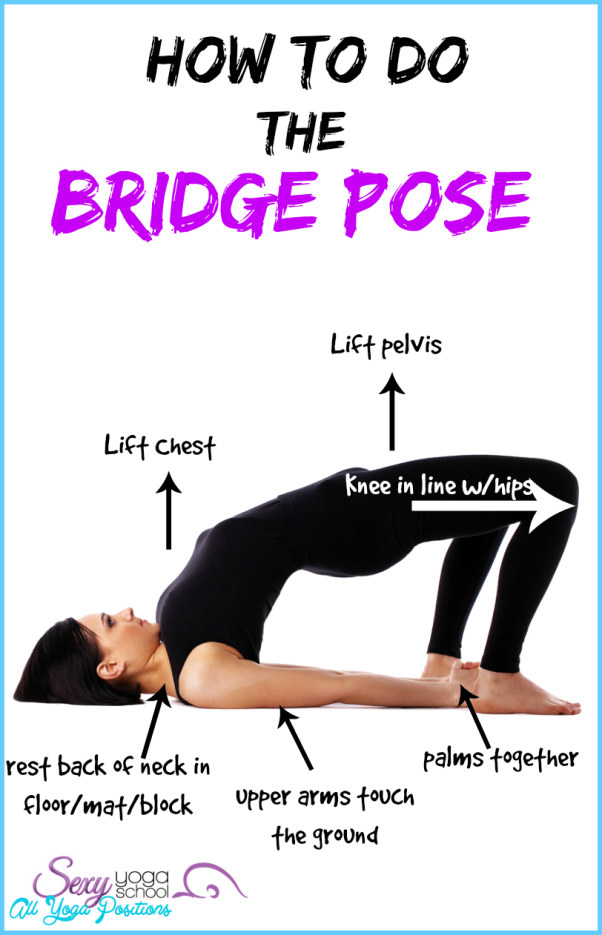 HOW TO DO
THE
BRIDGE POSE
Lift pelvis
Lift Chest
Knee in line w/hips
rest back of neck in
floor/mat/block
upper arms touch
the ground
palms together
Sexy yoga
school
All Yoga Positions